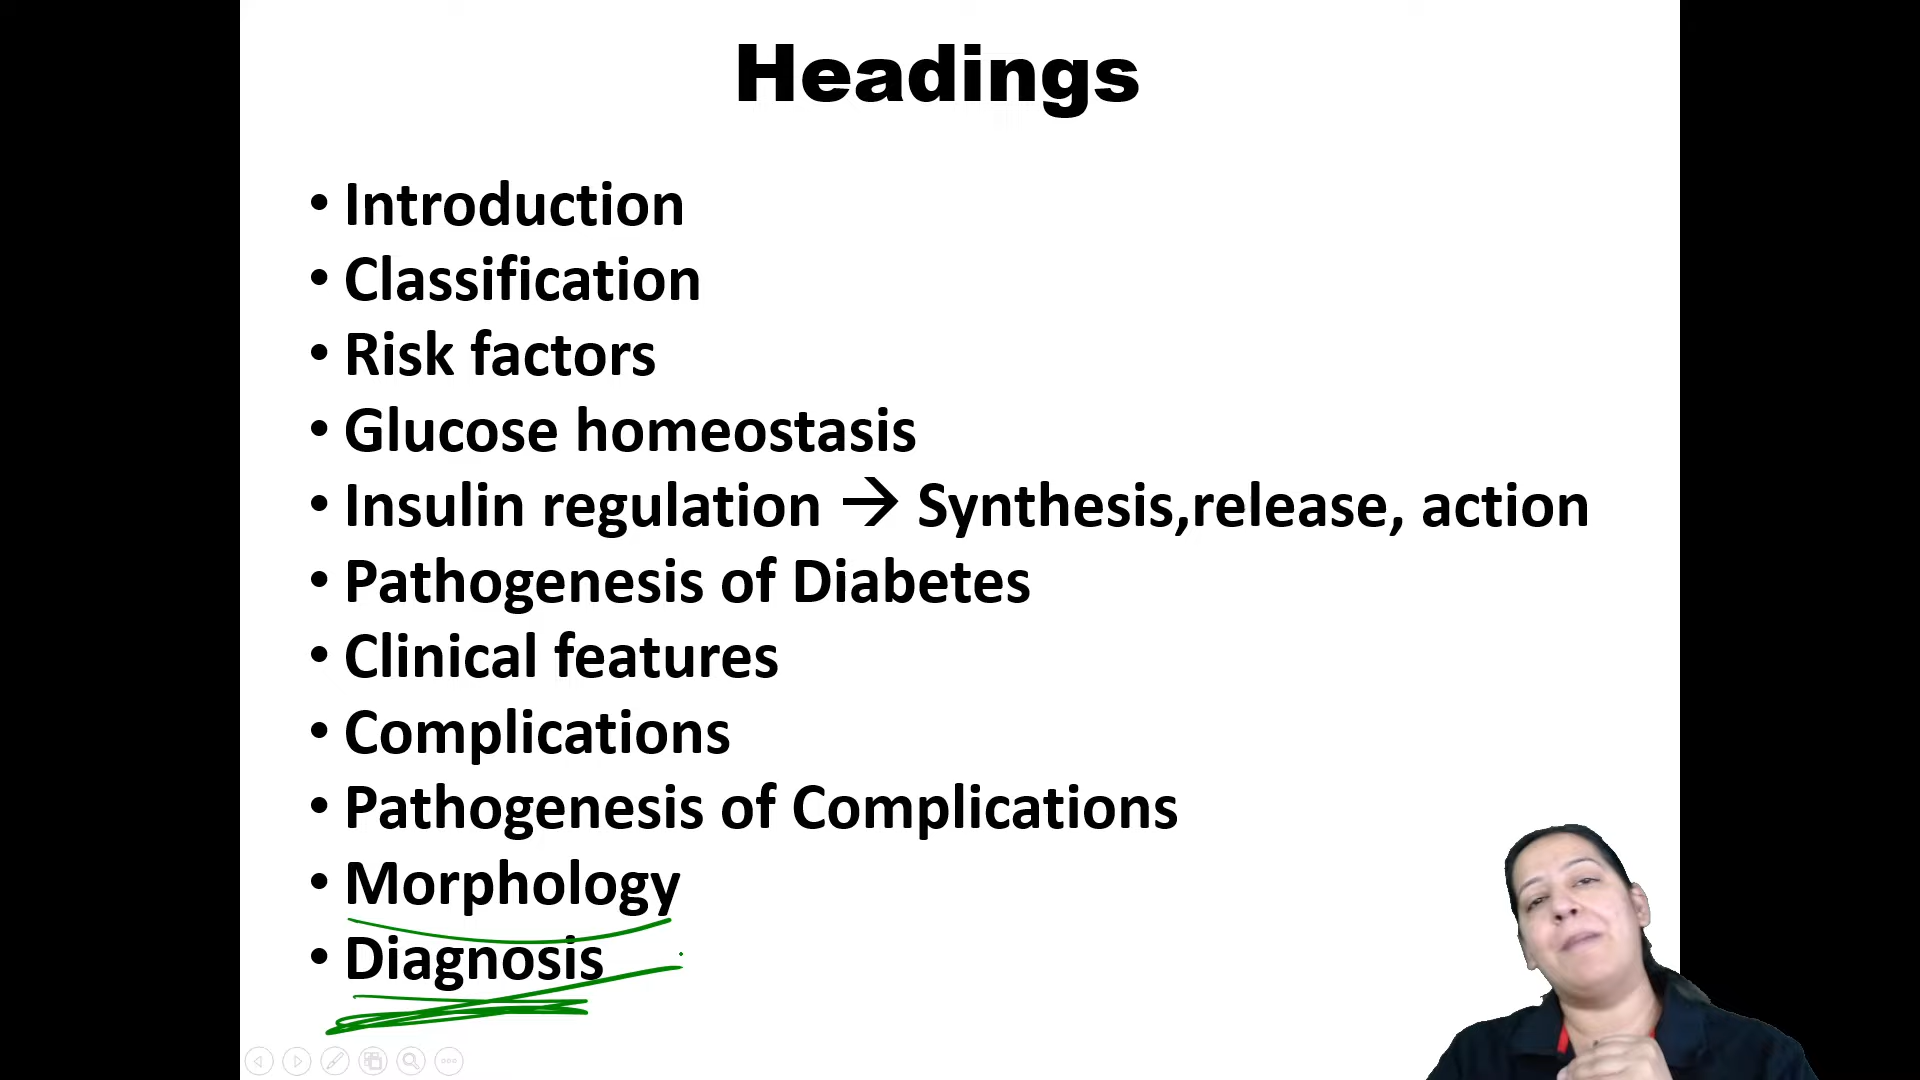 Headings
• Introduction
• Classification
• Risk factors
• Glucose homeostasis
• Insulin regulation → Synthesis,release, action
• Pathogenesis of Diabetes
• Clinical features
• Complications
• Pathogenesis of Complications
• Morphology
• Diagnosis